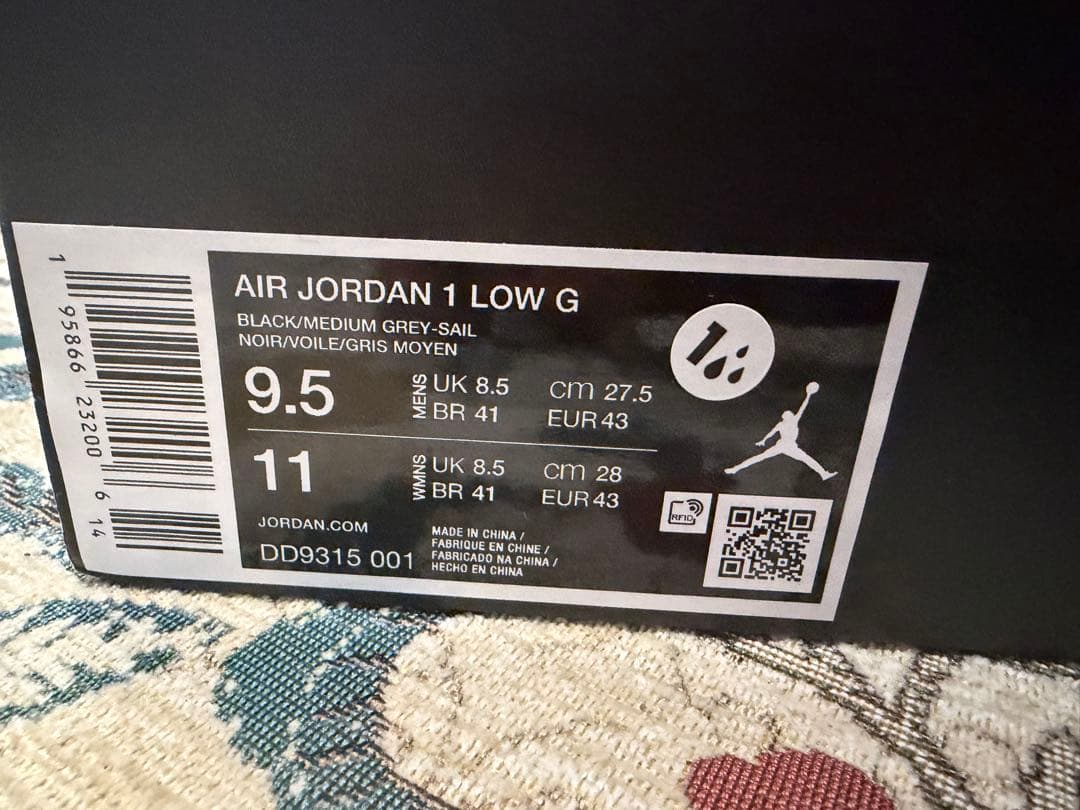 AIR JORDAN 1 LOW G
BLACK/MEDIUM GREY-SAIL
NOIR/VOILE/GRIS MOYEN
9.5 MENS UK 8.5 cm 27.5
BR 41 EUR 43
11 WMNS UK 8.5 cm 28
BR 41 EUR 43
JORDAN.COM
DD9315 001
MADE IN CHINA /
FABRIQUE EN CHINE /
FABRICADO NA CHINA /
HECHO EN CHINA
RFID
1
1 95866 23200 6 14